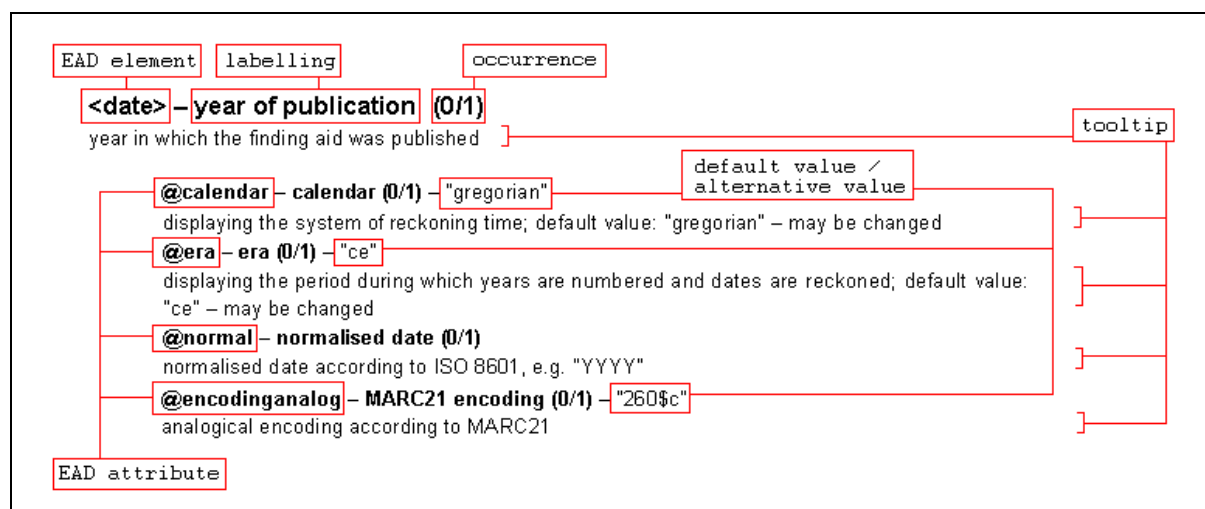 EAD element labelling occurrence
<date> – year of publication (0/1)
tooltip
year in which the finding aid was published
default value /
alternative value
@calendar – calendar (0/1) – "gregorian"
displaying the system of reckoning time; default value: "gregorian" – may be changed
@era – era (0/1) – "ce"
displaying the period during which years are numbered and dates are reckoned; default value:
"ce" – may be changed
@normal – normalised date (0/1)
normalised date according to ISO 8601, e.g. "YYYY"
@encodinganalog – MARC21 encoding (0/1) – "260$c"
analogical encoding according to MARC21
EAD attribute